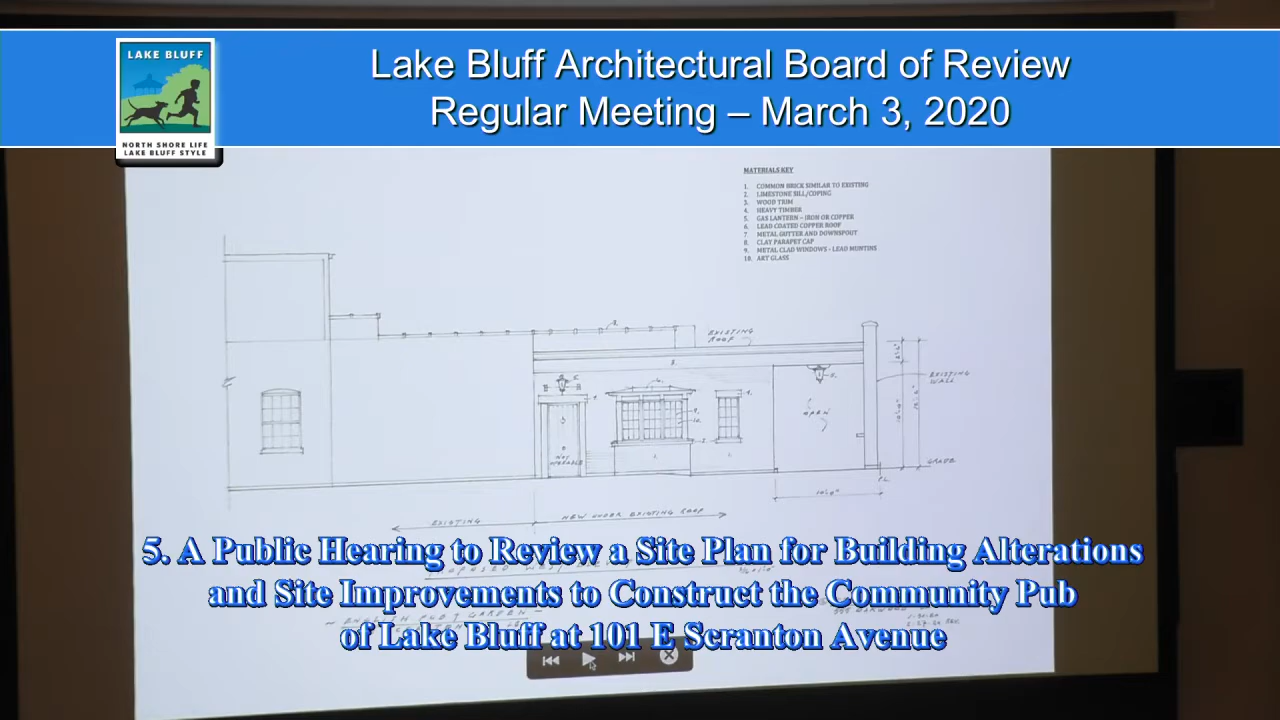 LAKE BLUFF
NORTH SHORE LIFE
LAKE BLUFF STYLE
Lake Bluff Architectural Board of Review
Regular Meeting – March 3, 2020
MATERIALS KEY
1. COMMON BRICK SIMILAR TO EXISTING
2. LIMESTONE SILL/COPING
3. WOOD TRIM
4. HEAVY TIMBER
5. GAS LANTERN – IRON OR COPPER
6. LEAD COATED COPPER ROOF
7. METAL GUTTER AND DOWNSPOUT
8. CLAY PARAPET CAP
9. METAL CLAD WINDOWS - LEAD MUNTINS
10. ART GLASS
EXISTING
ROOF
EXISTING
WALL
OPEN
NOT
OPERABLE
GRADE
PL
EXISTING
NEW UNDER EXISTING ROOF
5. A Public Hearing to Review a Site Plan for Building Alterations
and Site Improvements to Construct the Community Pub
of Lake Bluff at 101 E Scranton Avenue